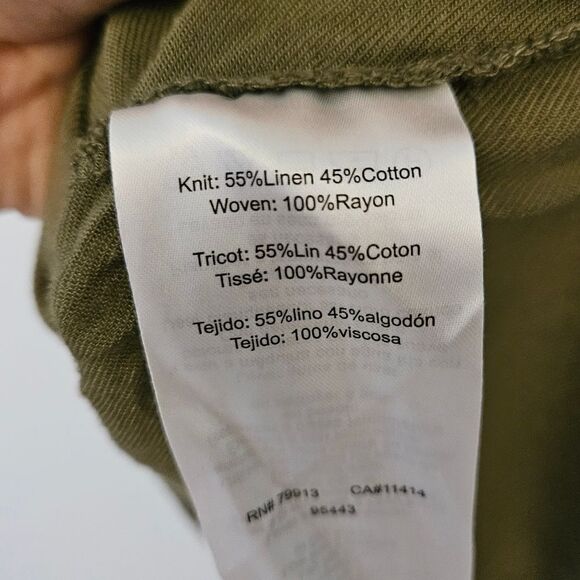 Knit: 55%Linen 45%Cotton
Woven: 100%Rayon
Tricot: 55%Lin 45%Coton
Tissé: 100%Rayonne
Tejido: 55%lino 45%algodón
Tejido: 100%viscosa
RN# 79913 CA#11414
95443